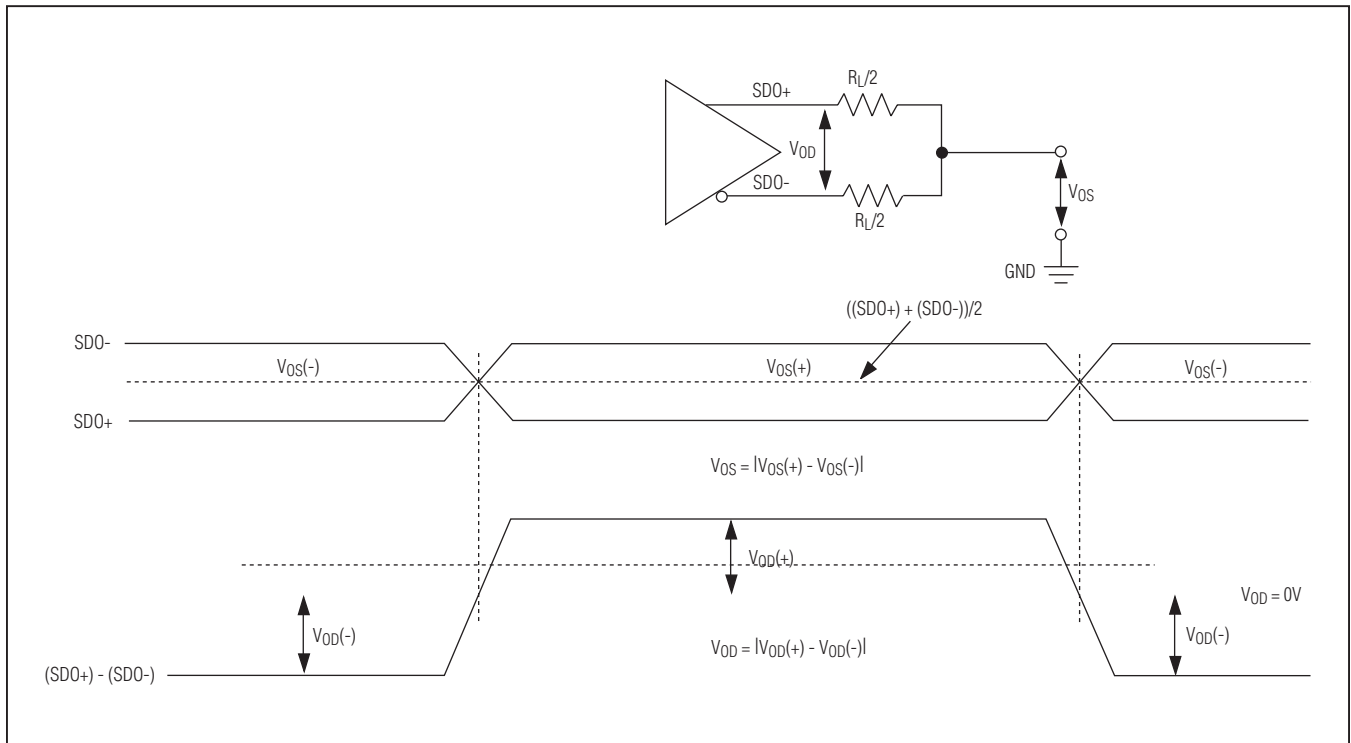 RL/2
SDO+
VOD
SDO-
VOS
RL/2
GND
((SDO+) + (SDO-))/2
SDO-
VOS(-)
VOS(+)
VOS(-)
SDO+
VOS = |VOS(+) - VOS(-)|
VOD(+)
VOD = 0V
VOD(-)
VOD = |VOD(+) - VOD(-)|
VOD(-)
(SDO+) - (SDO-)